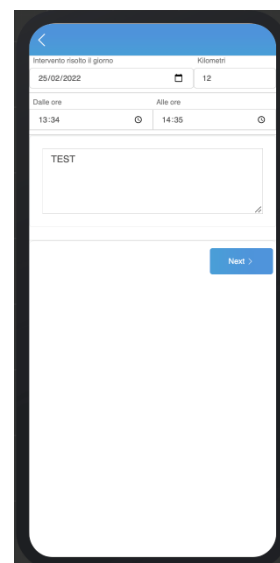 Intervento risolto il giorno Kilometri
25/02/2022 12
Dalle ore Alle ore
13:34 14:35
TEST
Next >